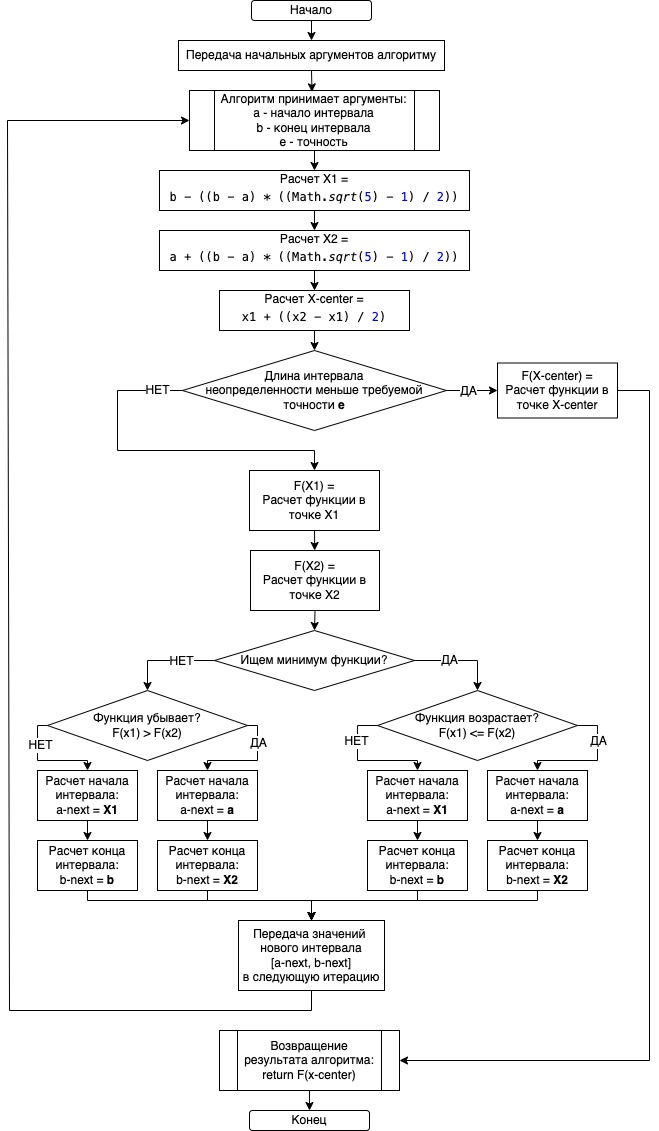 Начало
Передача начальных аргументов алгоритму
Алгоритм принимает аргументы:
a - начало интервала
b - конец интервала
e - точность
Расчет X1 =
b − ((b − a) * ((Math.sqrt(5) − 1) / 2))
Расчет X2 =
a + ((b − a) * ((Math.sqrt(5) − 1) / 2))
Расчет X-center =
x1 + ((x2 − x1) / 2)
Длина интервала
неопределенности меньше требуемой
точности e
НЕТ
ДА
F(X-center) =
Расчет функции в
точке X-center
F(X1) =
Расчет функции в
точке X1
F(X2) =
Расчет функции в
точке X2
Ищем минимум функции?
НЕТ
ДА
Функция убывает?
F(x1) > F(x2)
НЕТ
ДА
Функция возрастает?
F(x1) <= F(x2)
НЕТ
ДА
Расчет начала
интервала:
a-next = X1
Расчет начала
интервала:
a-next = a
Расчет начала
интервала:
a-next = X1
Расчет начала
интервала:
a-next = a
Расчет конца
интервала:
b-next = b
Расчет конца
интервала:
b-next = X2
Расчет конца
интервала:
b-next = b
Расчет конца
интервала:
b-next = X2
Передача значений
нового интервала
[a-next, b-next]
в следующую итерацию
Возвращение
результата алгоритма:
return F(x-center)
Конец